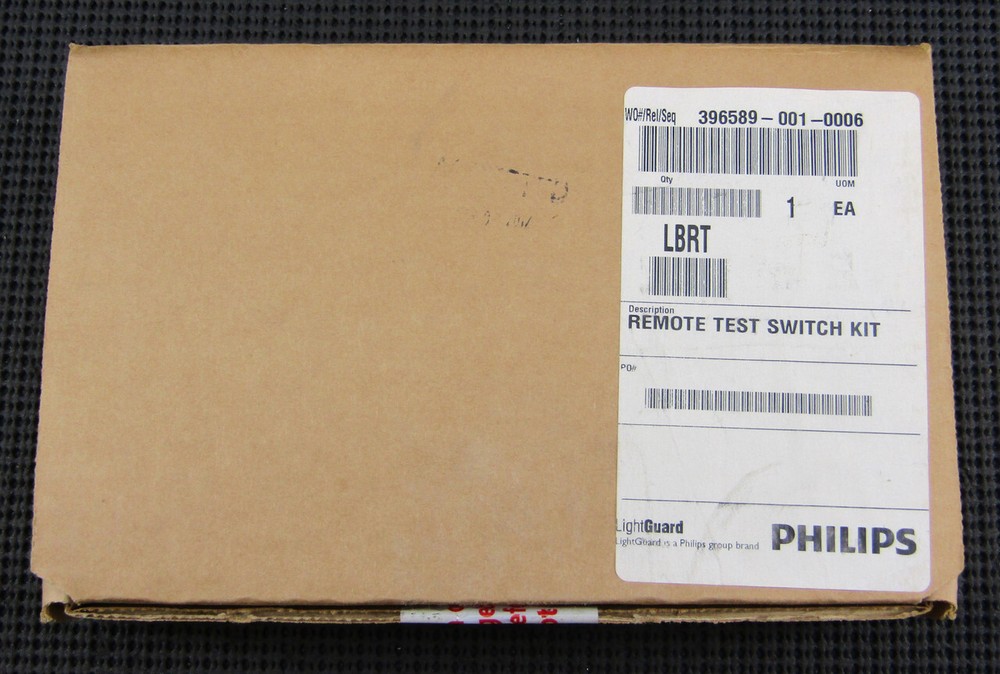 WO#/Rel/Seq 396589-001-0006
Qty UOM
1 EA
LBRT
Description
REMOTE TEST SWITCH KIT
PO#
LightGuard
LightGuard is a Philips group brand
PHILIPS